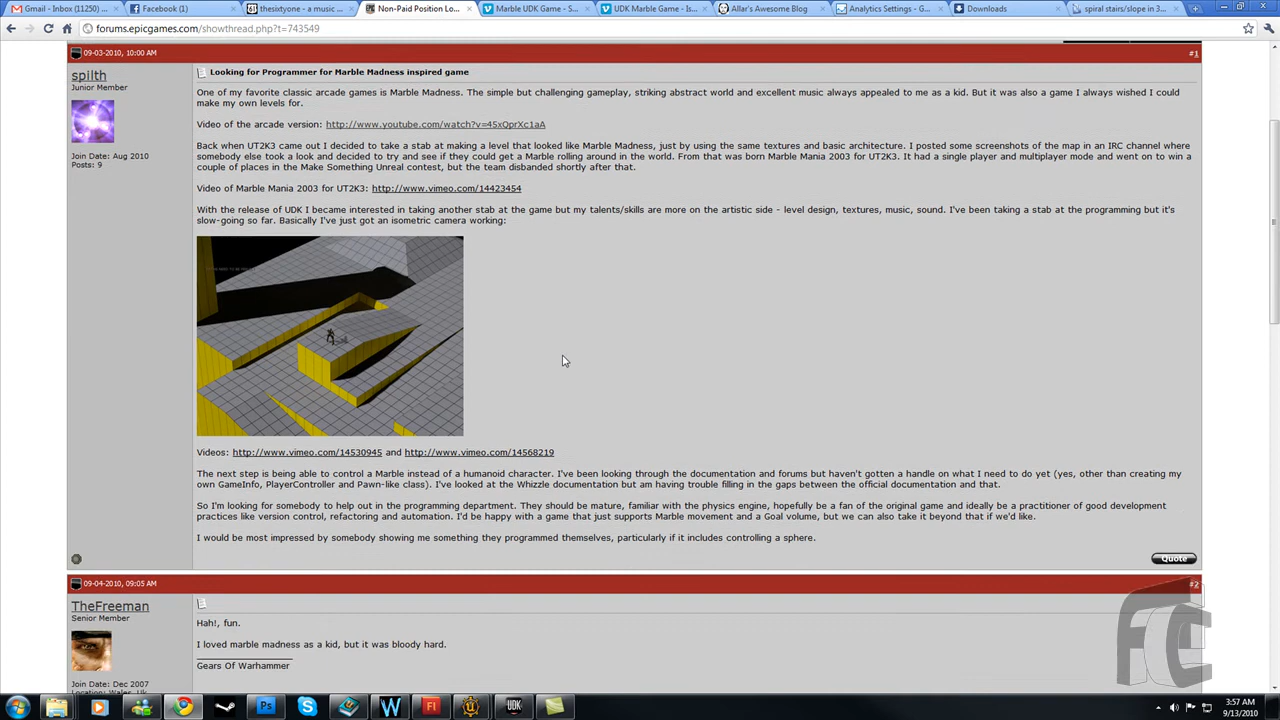 Gmail - Inbox (11250)
Facebook (1)
thesixtyone - a music
Non-Paid Position Lo...
Marble UDK Game - S...
UDK Marble Game - Is...
Allar's Awesome Blog
Analytics Settings - G...
Downloads
spiral stairs/slope in 3...
forums.epicgames.com/showthread.php?t=743549
09-03-2010, 10:00 AM
#1
spilth
Junior Member
Join Date: Aug 2010
Posts: 9
Looking for Programmer for Marble Madness inspired game
One of my favorite classic arcade games is Marble Madness. The simple but challenging gameplay, striking abstract world and excellent music always appealed to me as a kid. But it was also a game I always wished I could
make my own levels for.
Video of the arcade version: http://www.youtube.com/watch?v=45xQprXc1aA
Back when UT2K3 came out I decided to take a stab at making a level that looked like Marble Madness, just by using the same textures and basic architecture. I posted some screenshots of the map in an IRC channel where
somebody else took a look and decided to try and see if they could get a Marble rolling around in the world. From that was born Marble Mania 2003 for UT2K3. It had a single player and multiplayer mode and went on to win a
couple of places in the Make Something Unreal contest, but the team disbanded shortly after that.
Video of Marble Mania 2003 for UT2K3: http://www.vimeo.com/14423454
With the release of UDK I became interested in taking another stab at the game but my talents/skills are more on the artistic side - level design, textures, music, sound. I've been taking a stab at the programming but it's
slow-going so far. Basically I've just got an isometric camera working:
Videos: http://www.vimeo.com/14530945 and http://www.vimeo.com/14568219
The next step is being able to control a Marble instead of a humanoid character. I've been looking through the documentation and forums but haven't gotten a handle on what I need to do yet (yes, other than creating my
own GameInfo, PlayerController and Pawn-like class). I've looked at the Whizzle documentation but am having trouble filling in the gaps between the official documentation and that.
So I'm looking for somebody to help out in the programming department. They should be mature, familiar with the physics engine, hopefully be a fan of the original game and ideally be a practitioner of good development
practices like version control, refactoring and automation. I'd be happy with a game that just supports Marble movement and a Goal volume, but we can also take it beyond that if we'd like.
I would be most impressed by somebody showing me something they programmed themselves, particularly if it includes controlling a sphere.
Quote
09-04-2010, 09:05 AM
#2
TheFreeman
Senior Member
Join Date: Dec 2007
Location: Wales, Uk
Hah!, fun.
I loved marble madness as a kid, but it was bloody hard.
Gears Of Warhammer
3:57 AM
9/13/2010